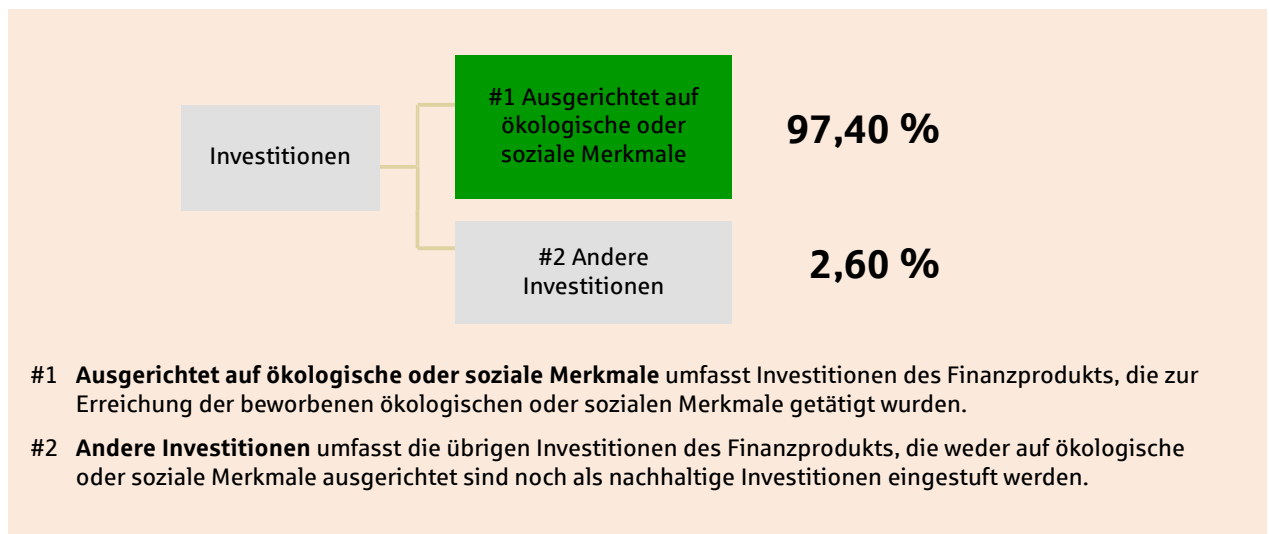 Investitionen
#1 Ausgerichtet auf
ökologische oder
soziale Merkmale
97,40 %
#2 Andere
Investitionen
2,60 %
#1 Ausgerichtet auf ökologische oder soziale Merkmale umfasst Investitionen des Finanzprodukts, die zur
Erreichung der beworbenen ökologischen oder sozialen Merkmale getätigt wurden.
#2 Andere Investitionen umfasst die übrigen Investitionen des Finanzprodukts, die weder auf ökologische
oder soziale Merkmale ausgerichtet sind noch als nachhaltige Investitionen eingestuft werden.